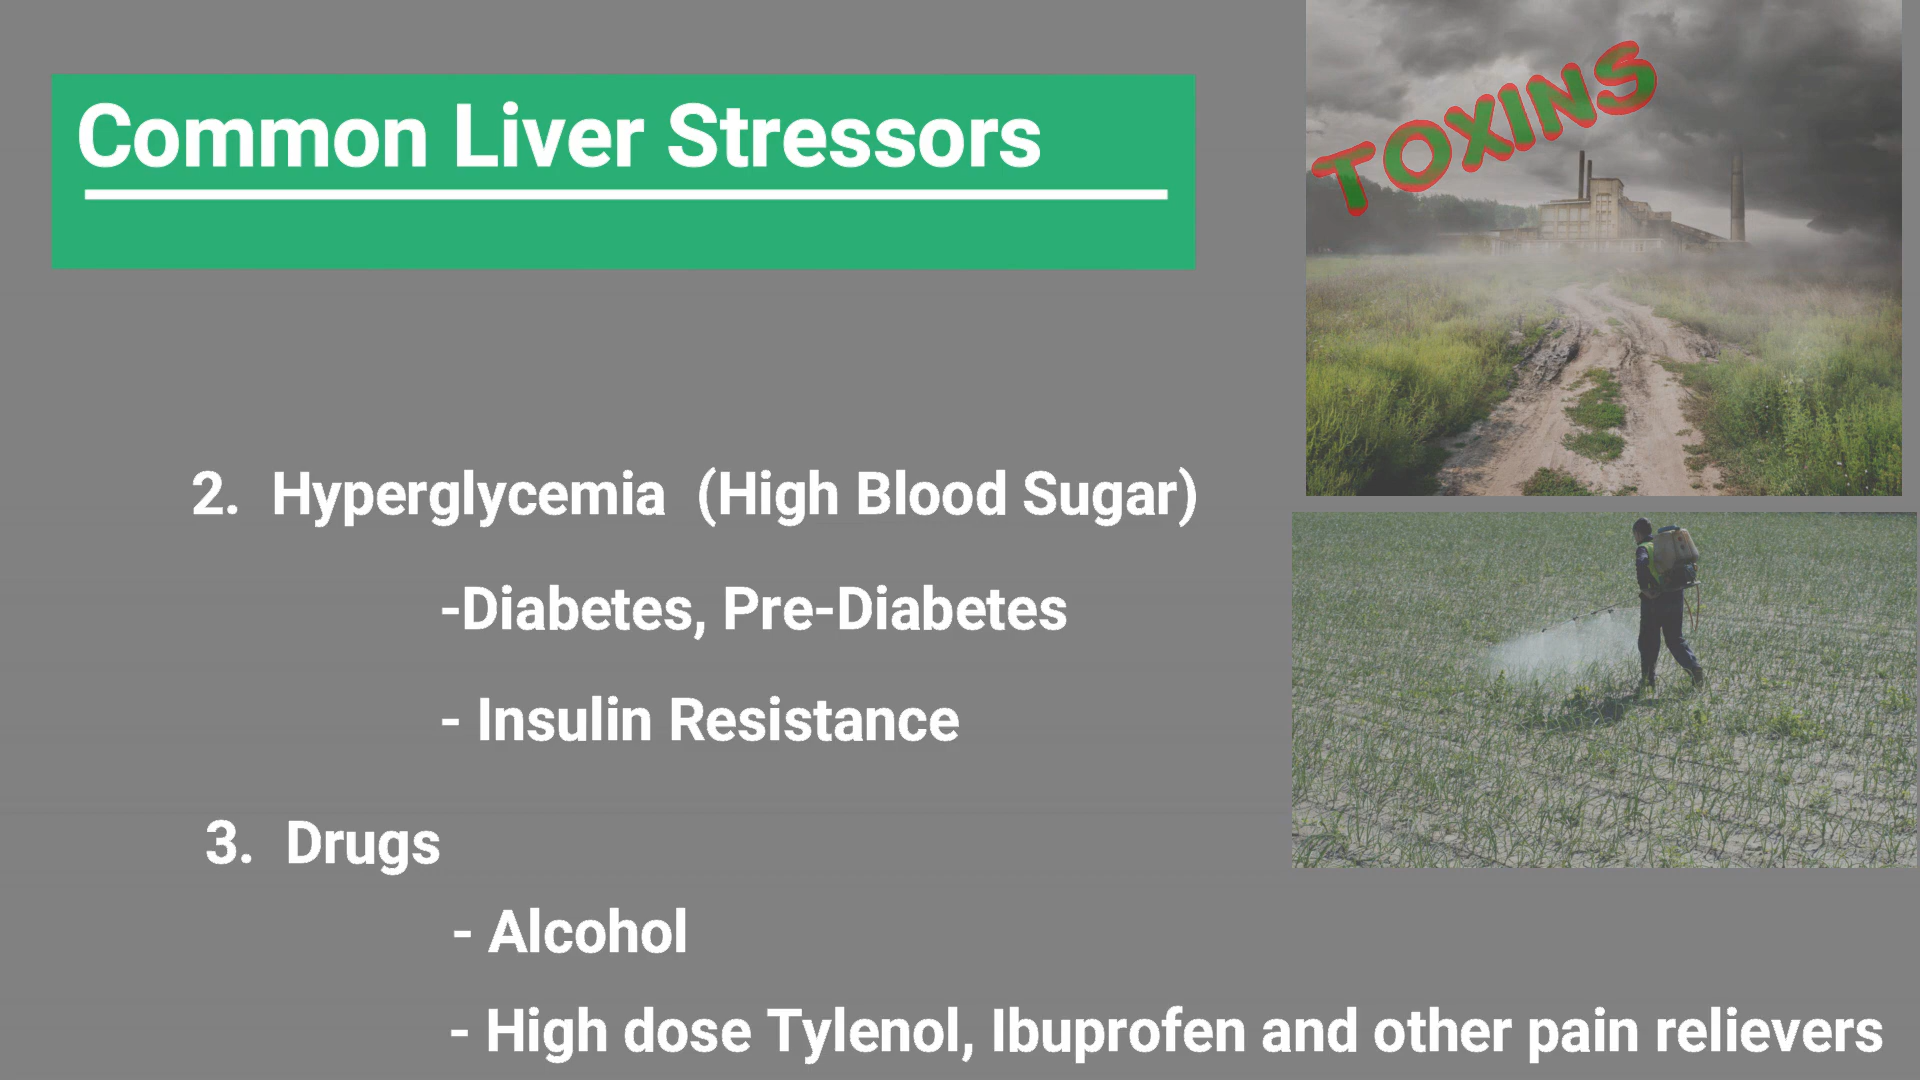 Common Liver Stressors
TOXINS
2. Hyperglycemia (High Blood Sugar)
-Diabetes, Pre-Diabetes
- Insulin Resistance
3. Drugs
- Alcohol
- High dose Tylenol, Ibuprofen and other pain relievers